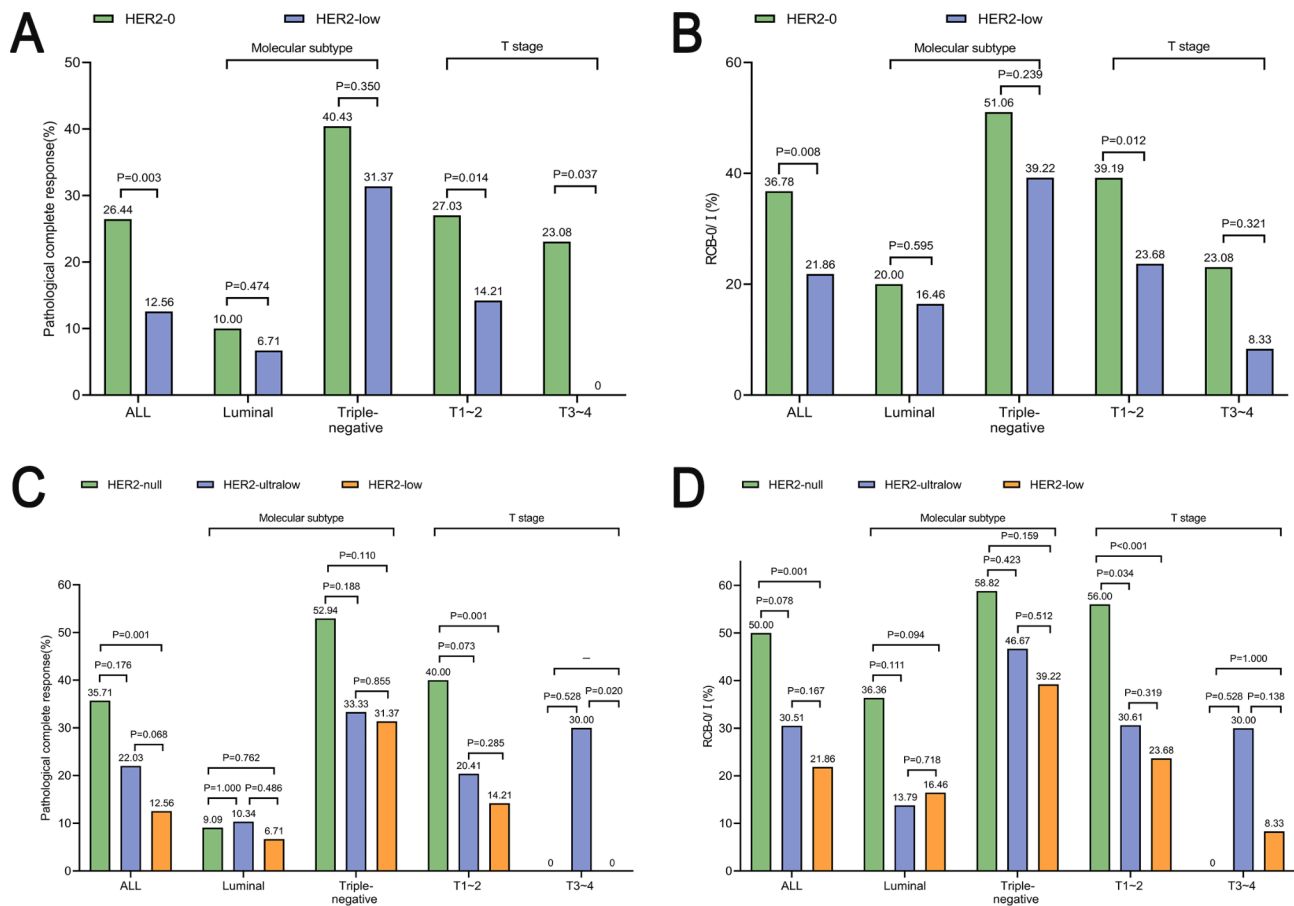 A
HER2-0
HER2-low
Molecular subtype
T stage
Pathological complete response(%)
50
40
30
20
10
0
P=0.003
26.44
12.56
P=0.474
10.00
6.71
P=0.350
40.43
31.37
P=0.014
27.03
14.21
P=0.037
23.08
0
ALL
Luminal
Triple-
negative
T1~2
T3~4
B
HER2-0
HER2-low
Molecular subtype
T stage
RCB-0/ I (%)
60
40
20
0
P=0.008
36.78
21.86
P=0.595
20.00
16.46
P=0.239
51.06
39.22
P=0.012
39.19
23.68
P=0.321
23.08
8.33
ALL
Luminal
Triple-
negative
T1~2
T3~4
C
HER2-null
HER2-ultralow
HER2-low
Molecular subtype
T stage
Pathological complete response(%)
60
50
40
30
20
10
0
P=0.001
P=0.176
35.71
P=0.068
22.03
12.56
P=0.762
P=1.000
P=0.486
9.09
10.34
6.71
P=0.110
P=0.188
52.94
P=0.855
33.33
31.37
P=0.001
P=0.073
40.00
P=0.285
20.41
14.21
—
P=0.528
P=0.020
0
30.00
0
ALL
Luminal
Triple-
negative
T1~2
T3~4
D
HER2-null
HER2-ultralow
HER2-low
Molecular subtype
T stage
RCB-0/ I (%)
60
50
40
30
20
10
0
P=0.001
P=0.078
50.00
P=0.167
30.51
21.86
P=0.094
P=0.111
36.36
P=0.718
13.79
16.46
P=0.159
P=0.423
58.82
P=0.512
46.67
39.22
P<0.001
P=0.034
56.00
P=0.319
30.61
23.68
P=1.000
P=0.528
P=0.138
0
30.00
8.33
ALL
Luminal
Triple-
negative
T1~2
T3~4